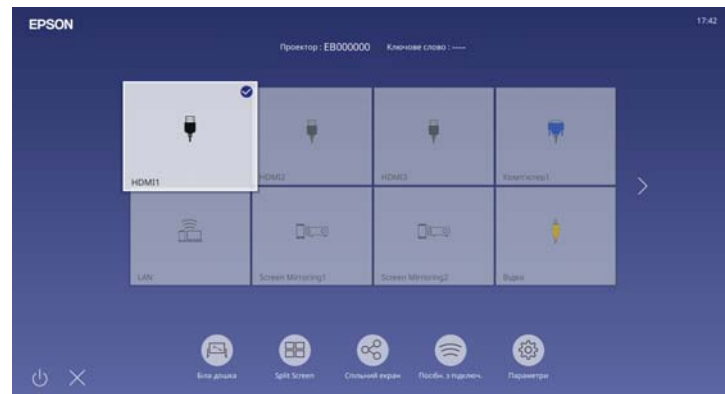 EPSON
17:42
Проектор : EB000000 Ключове слово : ----
HDMI1
HDMI2
HDMI3
Комп'ютер1
LAN
Screen Mirroring1
Screen Mirroring2
Відео
Біла дошка
Split Screen
Спільний екран
Посібн. з підключ.
Параметри